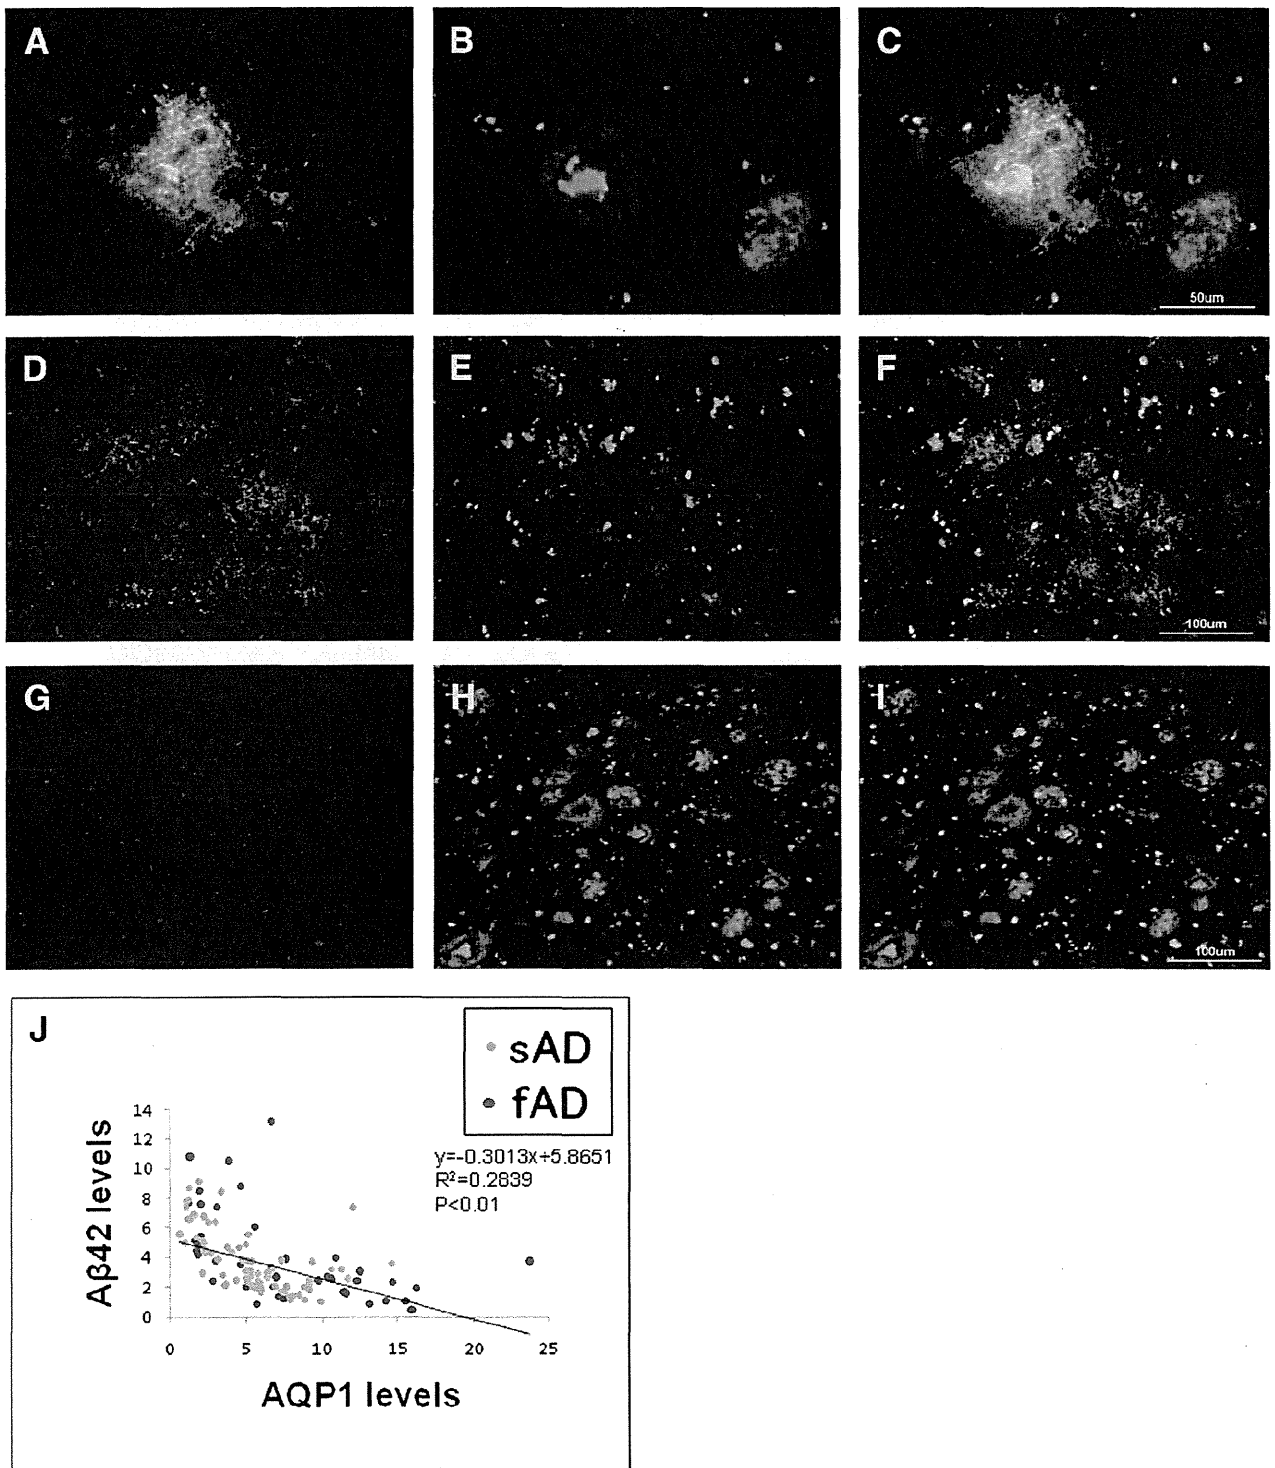 A
B
C
50um
D
E
F
100um
G
H
I
100um
J
sAD
fAD
y=-0.3013x+5.8651
R²=0.2839
P<0.01
14
12
10
8
6
4
2
0
Aβ42 levels
0 5 10 15 20 25
AQP1 levels